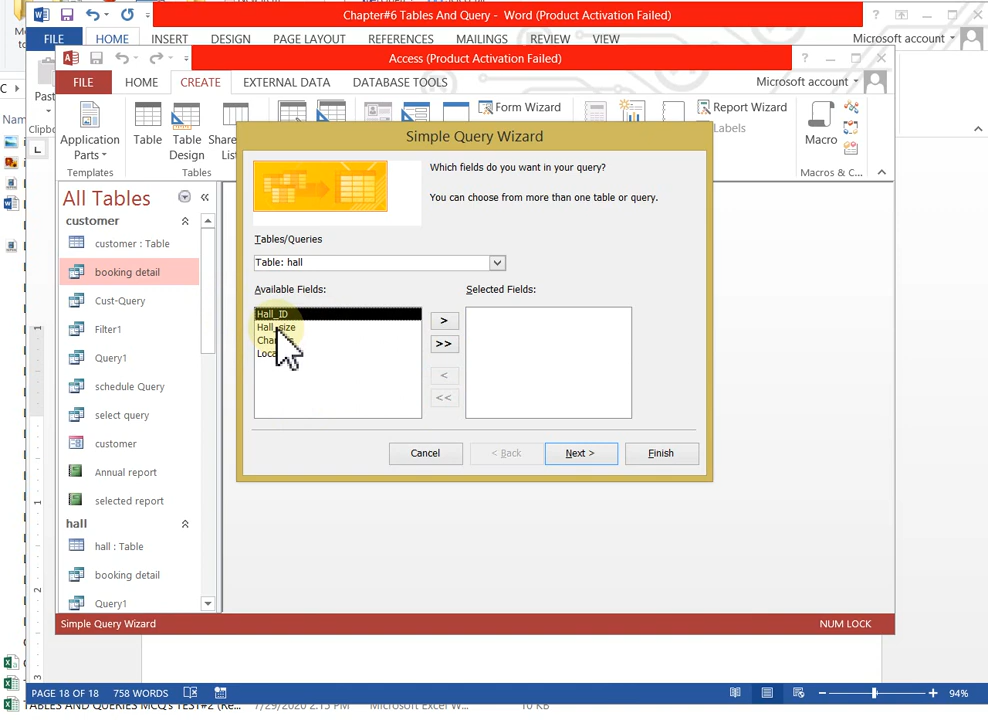 Chapter#6 Tables And Query - Word (Product Activation Failed)
FILE HOME INSERT DESIGN PAGE LAYOUT REFERENCES MAILINGS REVIEW VIEW Microsoft account
Access (Product Activation Failed)
FILE HOME CREATE EXTERNAL DATA DATABASE TOOLS Microsoft account
Past
Clipbo
Application Parts
Templates
Table
Table Design
Share
Lis
Tables
Form Wizard
Report Wizard
Labels
Macro
Macros & C...
Simple Query Wizard
Which fields do you want in your query?
You can choose from more than one table or query.
Tables/Queries
Table: hall
Available Fields:
Selected Fields:
Hall_ID
Hall_size
>
>>
<
<<
Cancel
< Back
Next >
Finish
All Tables
customer
customer : Table
booking detail
Cust-Query
Filter1
Query1
schedule Query
select query
customer
Annual report
selected report
hall
hall : Table
booking detail
Query1
Simple Query Wizard
NUM LOCK
PAGE 18 OF 18 758 WORDS
94%
TABLES AND QUERIES MCQ's TEST#2 (Re... 7/29/2020 2:15 PM Microsoft Excel W... 10 KB